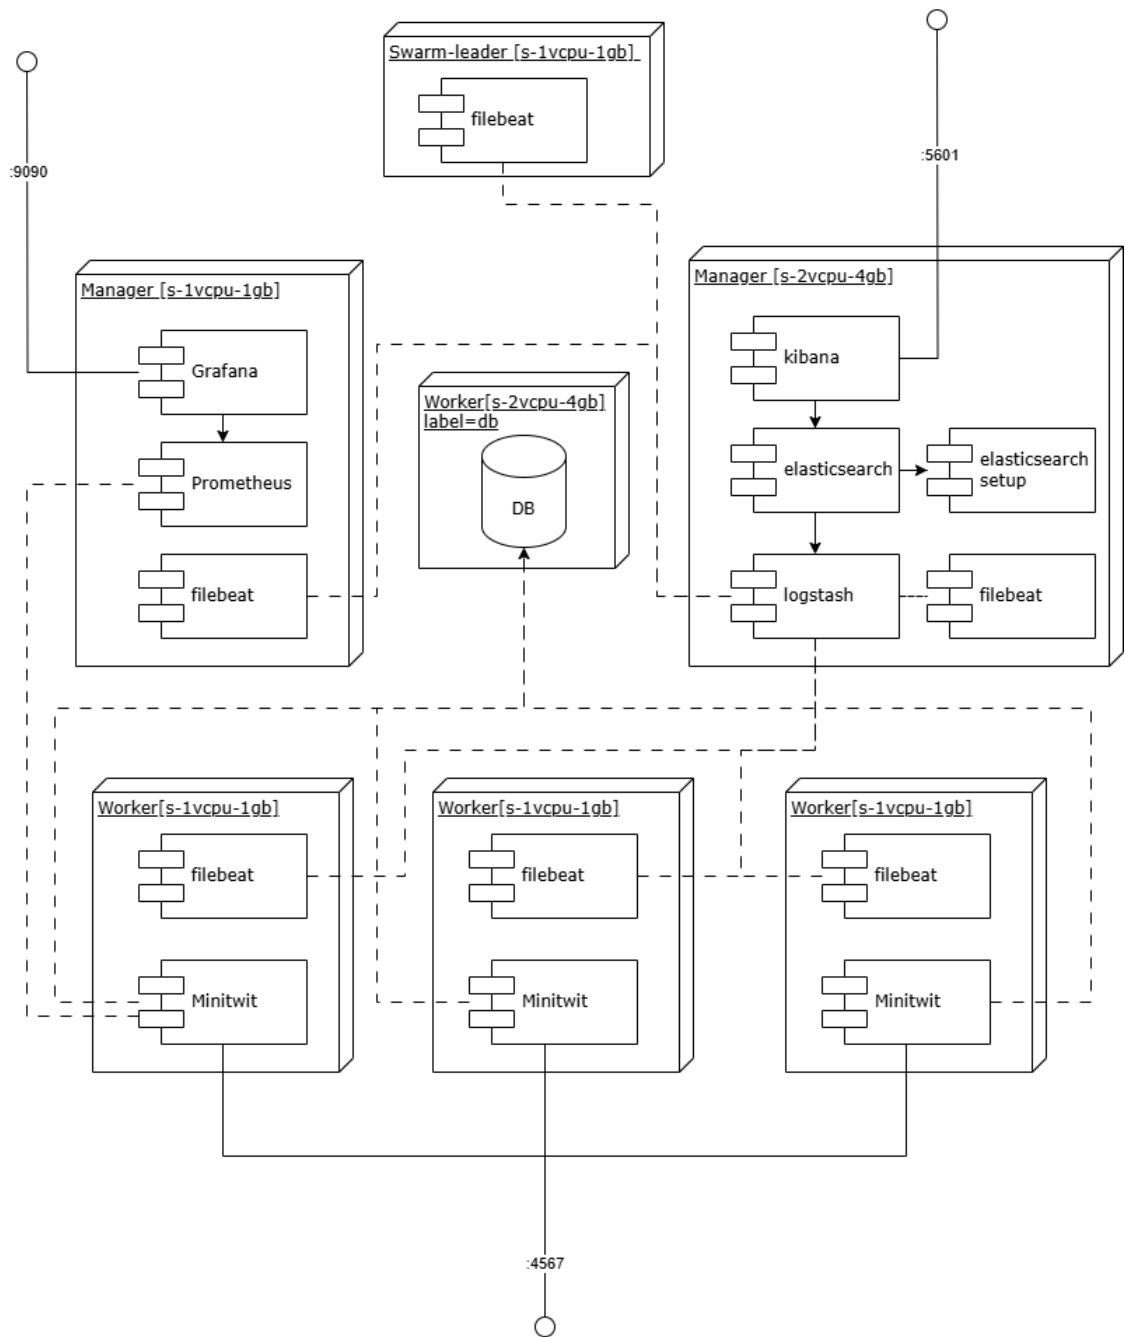 Swarm-leader [s-1vcpu-1gb]
filebeat
:9090
:5601
Manager [s-1vcpu-1gb]
Grafana
Prometheus
filebeat
Worker[s-2vcpu-4gb]
label=db
DB
Manager [s-2vcpu-4gb]
kibana
elasticsearch
elasticsearch
setup
logstash
filebeat
Worker[s-1vcpu-1gb]
filebeat
Minitwit
Worker[s-1vcpu-1gb]
filebeat
Minitwit
Worker[s-1vcpu-1gb]
filebeat
Minitwit
:4567